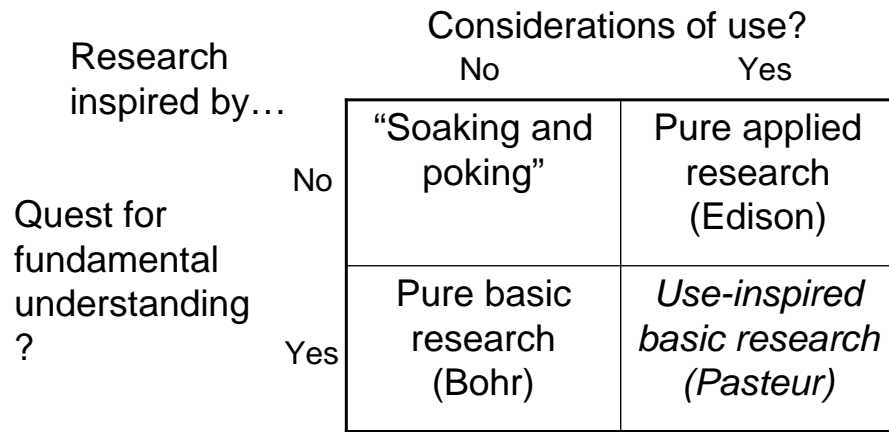 Considerations of use?
Research
inspired by…
No
Yes
“Soaking and
poking”
Pure applied
research
(Edison)
No
Quest for
fundamental
understanding
?
Yes
Pure basic
research
(Bohr)
Use-inspired
basic research
(Pasteur)